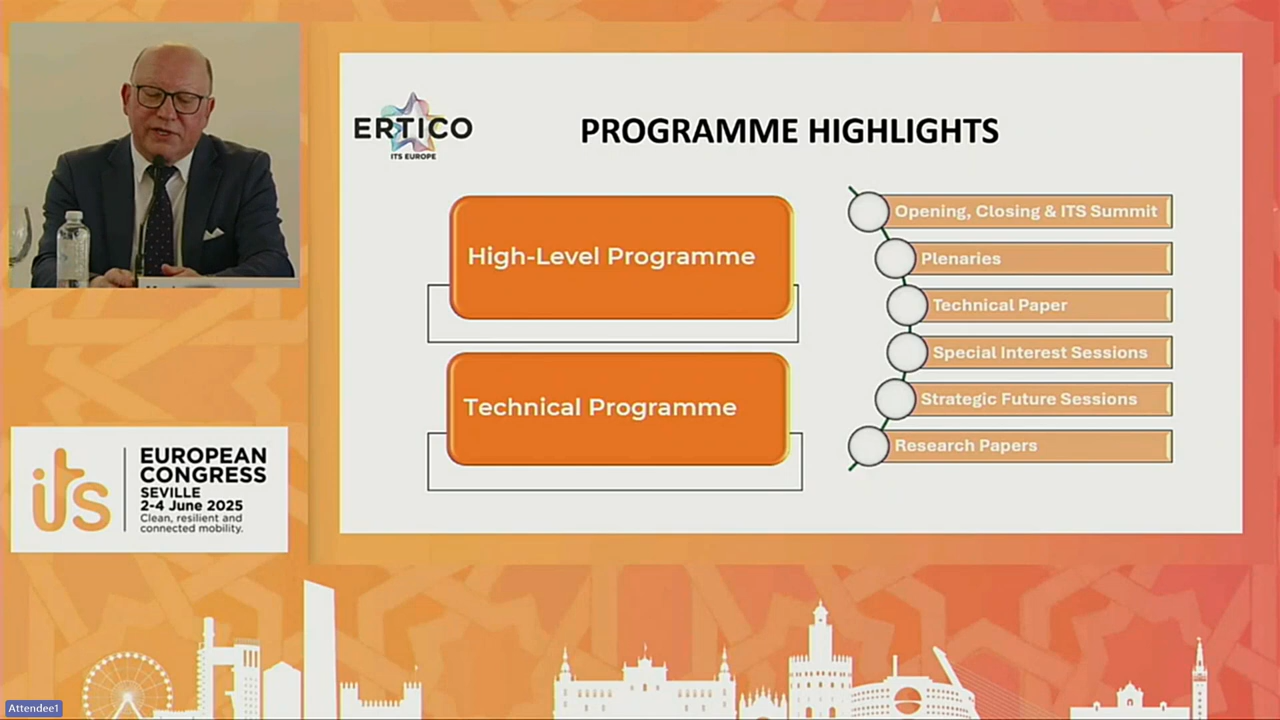 ERTICO
ITS EUROPE
PROGRAMME HIGHLIGHTS
High-Level Programme
Technical Programme
Opening, Closing & ITS Summit
Plenaries
Technical Paper
Special Interest Sessions
Strategic Future Sessions
Research Papers
its
EUROPEAN
CONGRESS
SEVILLE
2-4 June 2025
Clean, resilient and
connected mobility.
Attendee1